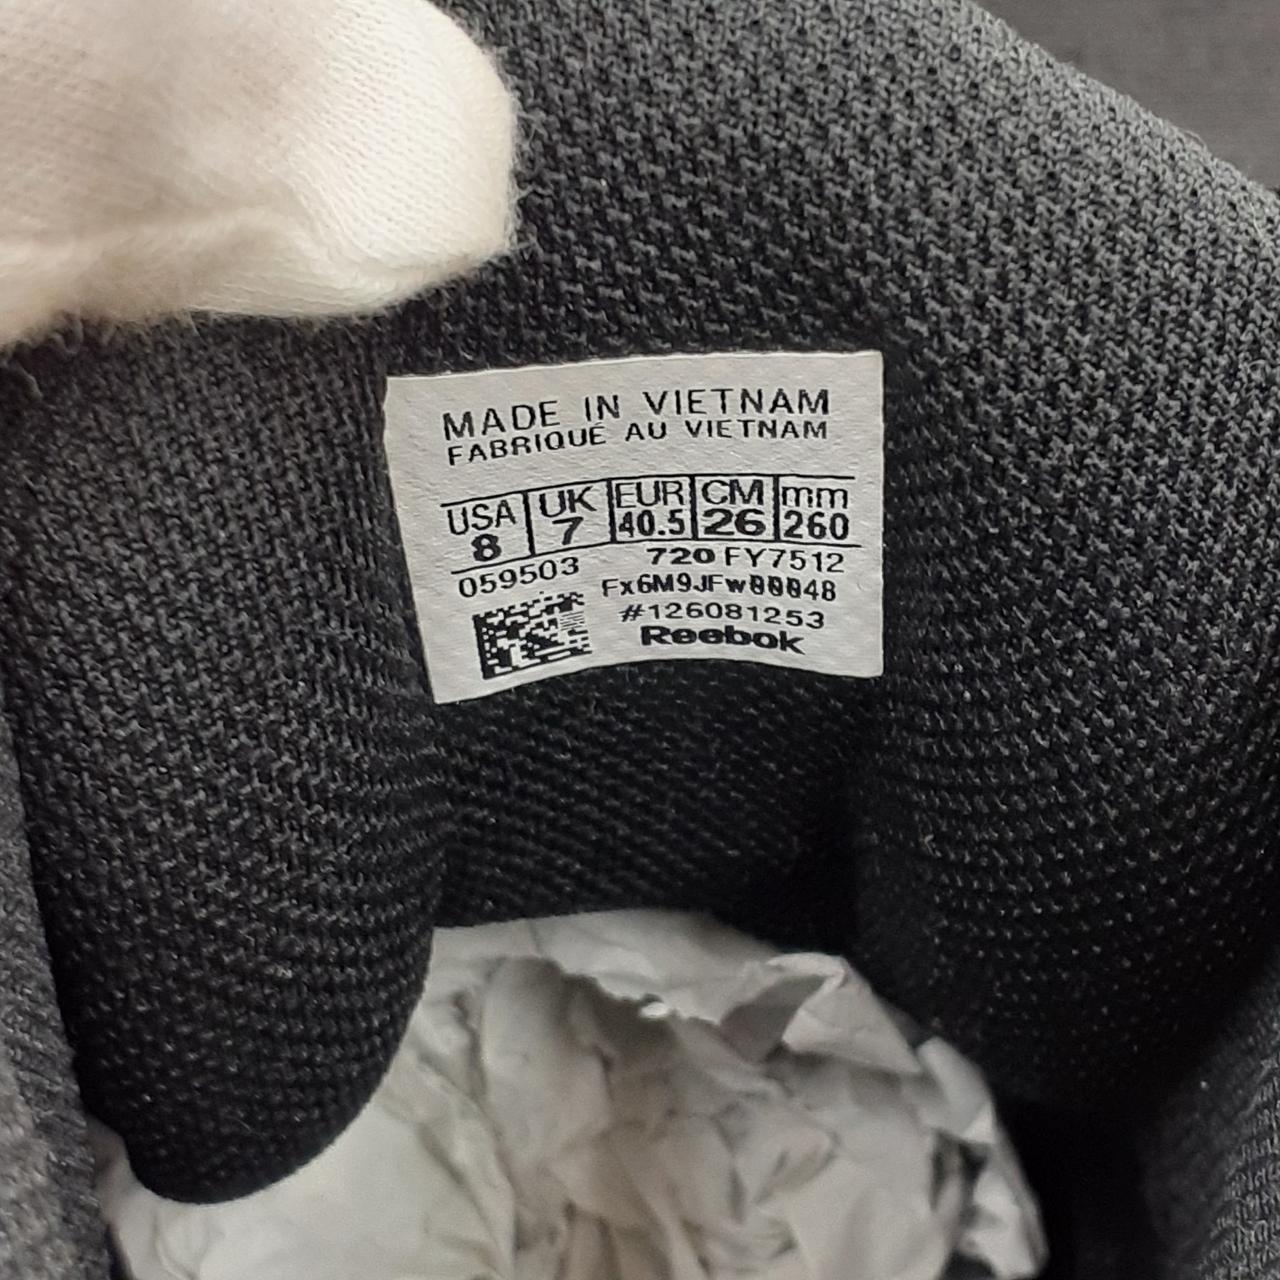 MADE IN VIETNAM
FABRIQUÉ AU VIETNAM
USA UK EUR CM mm
8 7 40.5 26 260
059503 720 FY7512
Fx6M9JFw00048
#126081253
Reebok